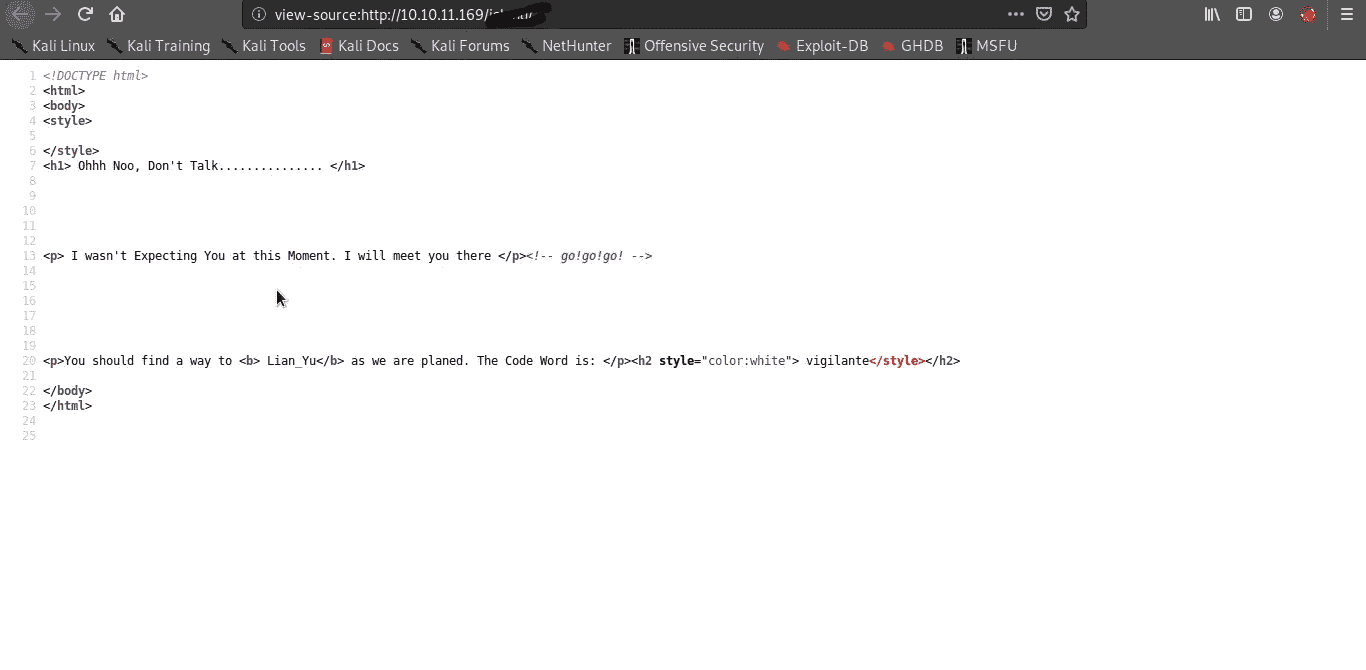 view-source:http://10.10.11.169/
Kali Linux Kali Training Kali Tools Kali Docs Kali Forums NetHunter Offensive Security Exploit-DB GHDB MSFU
1 <!DOCTYPE html>
2 <html>
3 <body>
4 <style>
5
6 </style>
7 <h1> Ohhh Noo, Don't Talk............... </h1>
8
9
10
11
12
13 <p> I wasn't Expecting You at this Moment. I will meet you there </p><!-- go!go!go! -->
14
15
16
17
18
19
20 <p>You should find a way to <b> Lian_Yu</b> as we are planed. The Code Word is: </p><h2 style="color:white"> vigilante</style></h2>
21
22 </body>
23 </html>
24
25